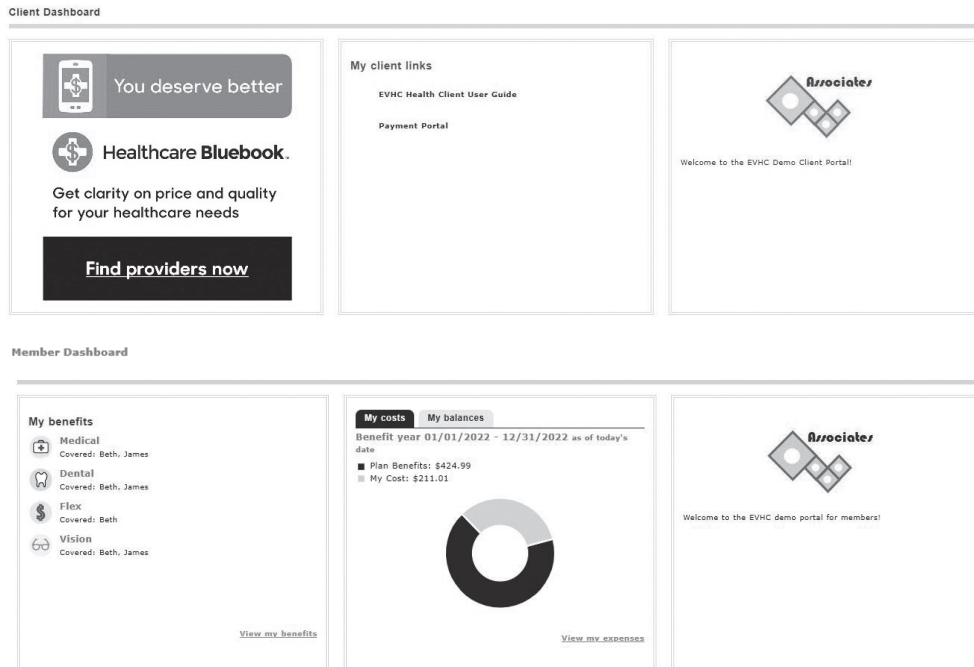 Client Dashboard
You deserve better
Healthcare Bluebook.
Get clarity on price and quality
for your healthcare needs
Find providers now
My client links
EVHC Health Client User Guide
Payment Portal
Associates
Welcome to the EVHC Demo Client Portal!
Member Dashboard
My benefits
Medical
Covered: Beth, James
Dental
Covered: Beth, James
Flex
Covered: Beth
Vision
Covered: Beth, James
View my benefits
My costs My balances
Benefit year 01/01/2022 - 12/31/2022 as of today's
date
Plan Benefits: $424.99
My Cost: $211.01
View my expenses
Associates
Welcome to the EVHC demo portal for members!